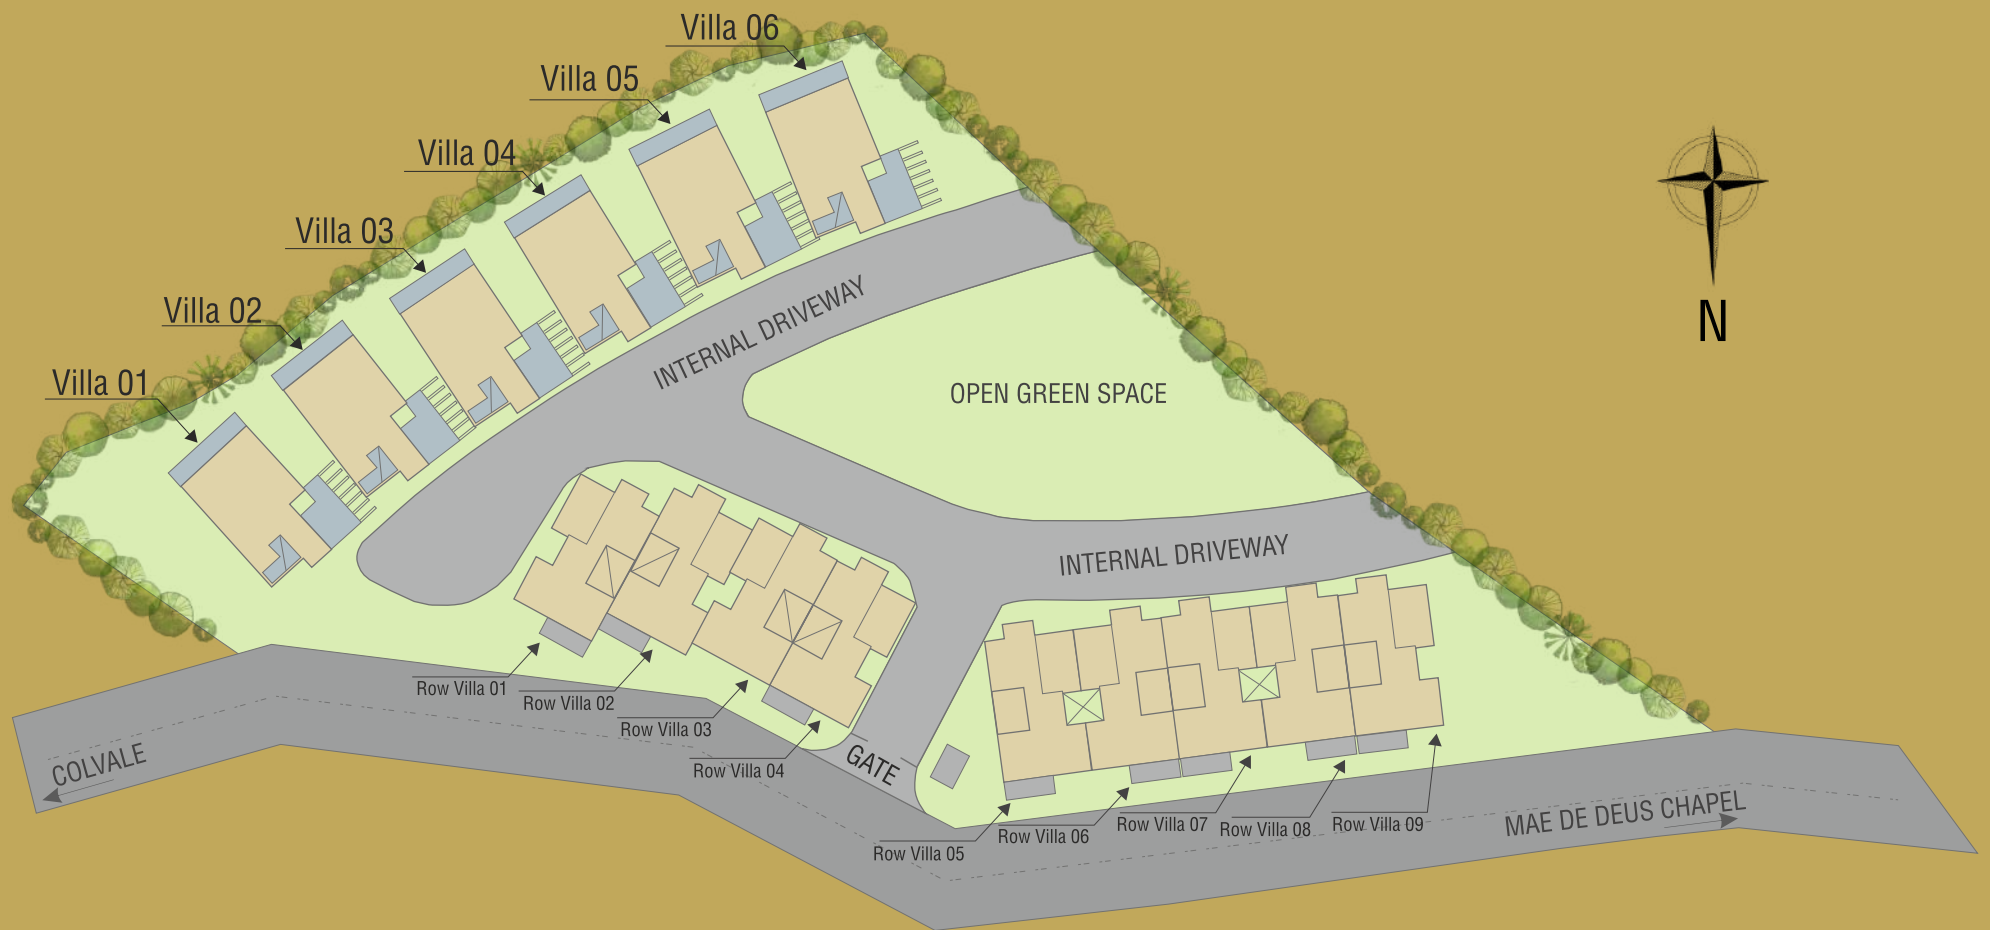 Villa 06
Villa 05
Villa 04
Villa 03
Villa 02
Villa 01
N
INTERNAL DRIVEWAY
OPEN GREEN SPACE
INTERNAL DRIVEWAY
Row Villa 01
Row Villa 02
Row Villa 03
Row Villa 04
GATE
COLVALE
Row Villa 05
Row Villa 06
Row Villa 07
Row Villa 08
Row Villa 09
MAE DE DEUS CHAPEL